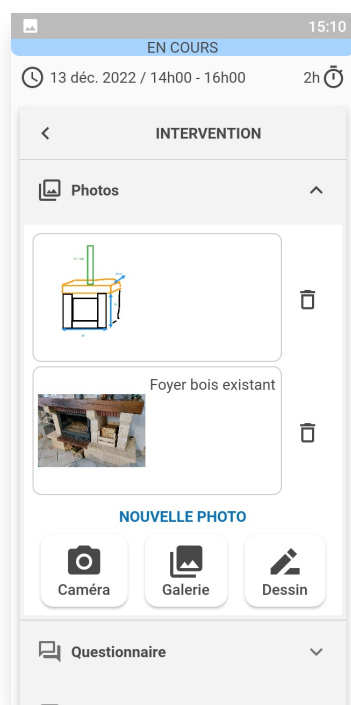 15:10
EN COURS
13 déc. 2022 / 14h00 - 16h00 2h
INTERVENTION
Photos
Foyer bois existant
NOUVELLE PHOTO
Caméra Galerie Dessin
Questionnaire